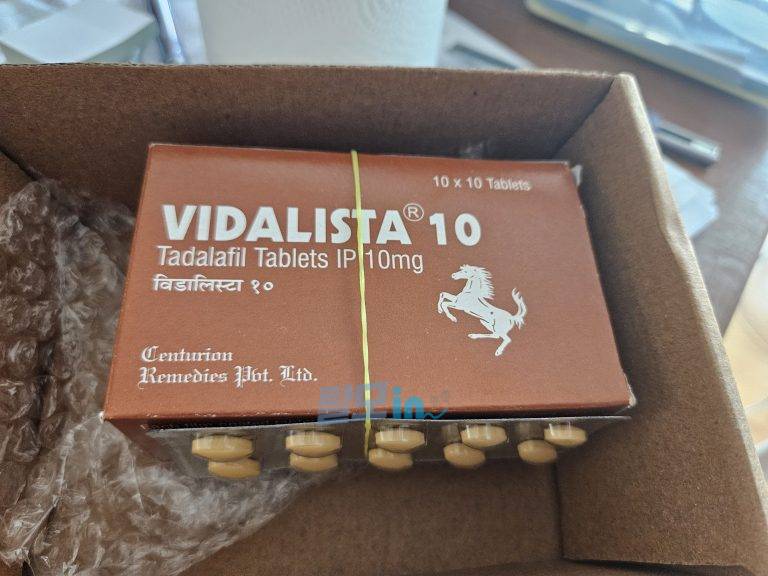 10 x 10 Tablets
VIDALISTA® 10
Tadalafil Tablets IP 10mg
विडालिस्टा १०
Centurion
Remedies Pvt. Ltd.